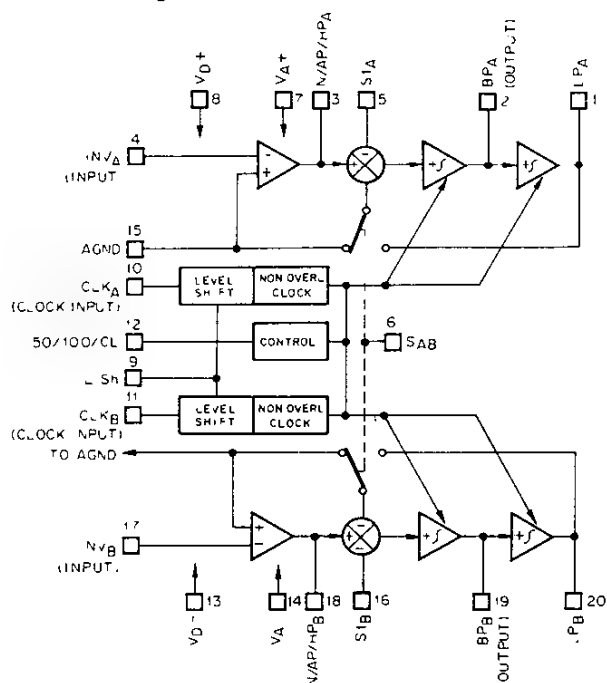 VD+
8
VA+
7
N/AP/HPA
3
S1A
5
BPA
(OUTPUT)
2
LPA
1
4
INVA
(INPUT
15
AGND
10
CLKA
(CLOCK INPUT)
LEVEL
SHIFT
NON OVERL
CLOCK
12
50/100/CL
CONTROL
6
SAB
9
L Sh
11
CLKB
(CLOCK INPUT)
LEVEL
SHIFT
NON OVERL
CLOCK
TO AGND
17
NVB
(INPUT.
13
VD-
14
VA
18
N/AP/HPB
16
S1B
19
BPB
(OUTPUT)
20
LPB